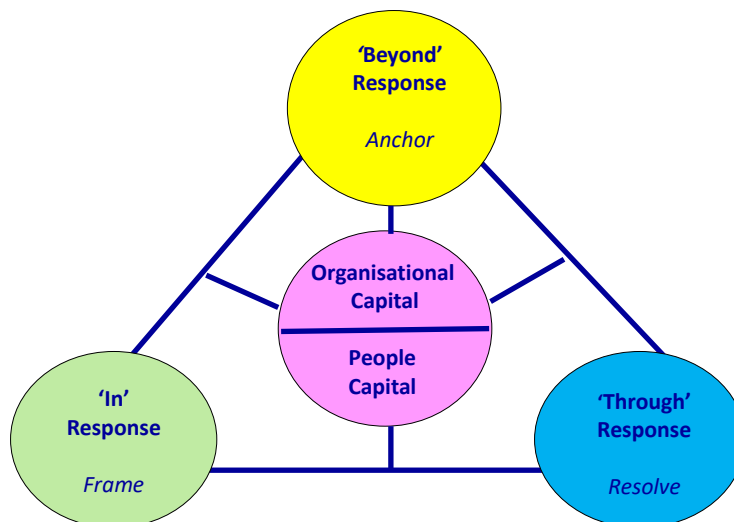 ‘Beyond’
Response
Anchor
Organisational
Capital
People
Capital
‘In’
Response
Frame
‘Through’
Response
Resolve